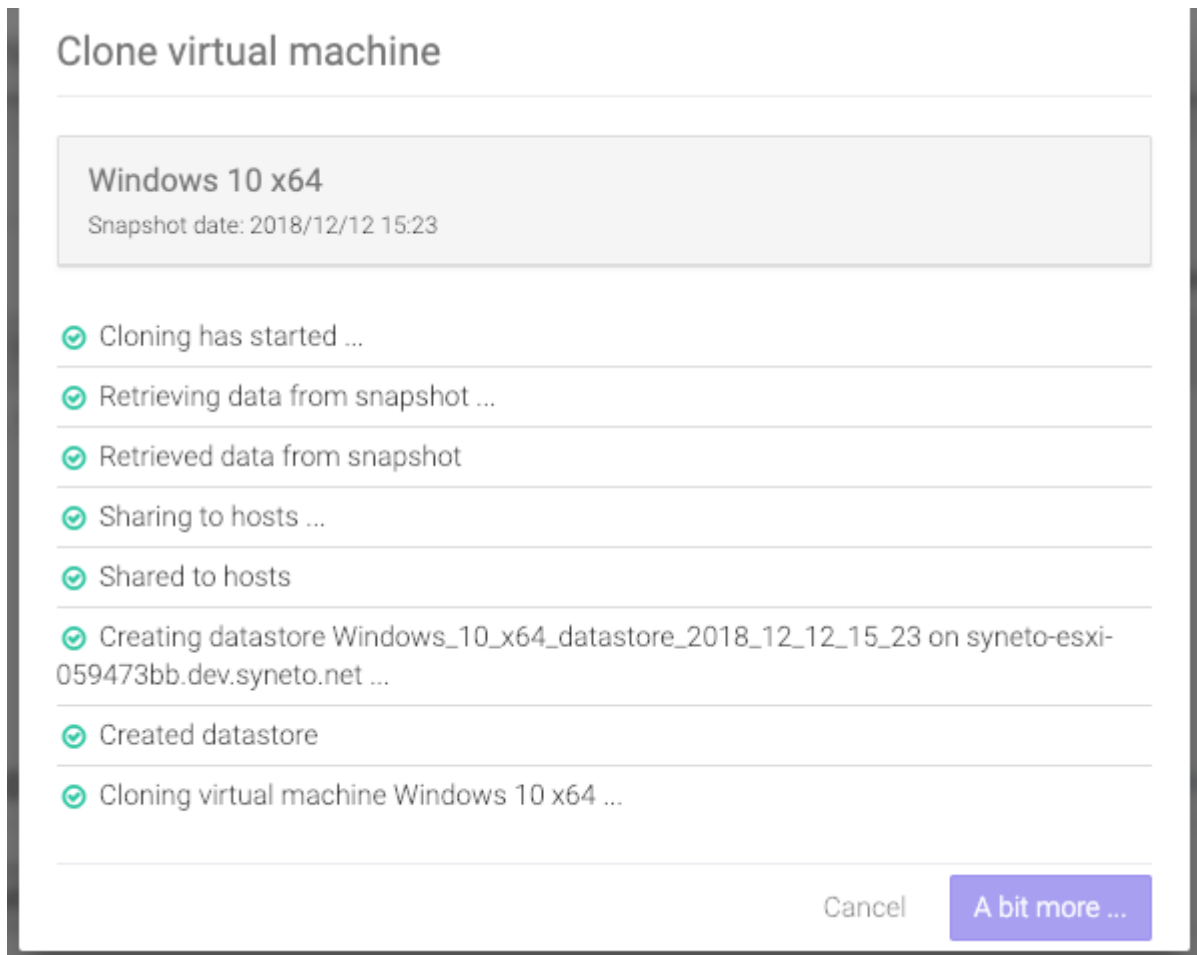 Clone virtual machine
Windows 10 x64
Snapshot date: 2018/12/12 15:23
Cloning has started ...
Retrieving data from snapshot ...
Retrieved data from snapshot
Sharing to hosts ...
Shared to hosts
Creating datastore Windows_10_x64_datastore_2018_12_12_15_23 on syneto-esxi-
059473bb.dev.syneto.net ...
Created datastore
Cloning virtual machine Windows 10 x64 ...
Cancel
A bit more ...